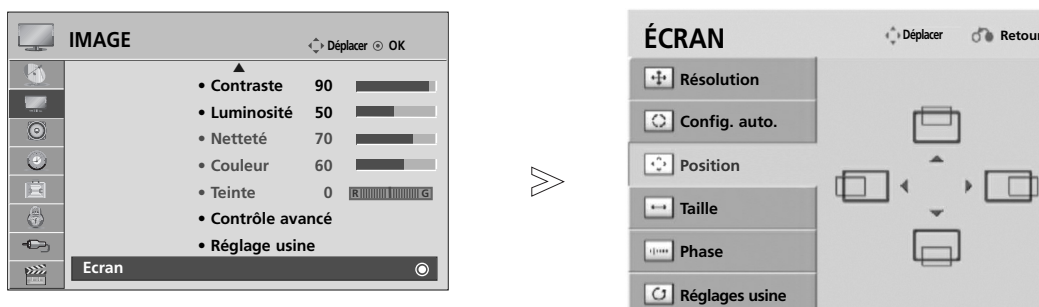 IMAGE
Déplacer OK
• Contraste 90
• Luminosité 50
• Netteté 70
• Couleur 60
• Teinte 0 R G
• Contrôle avancé
• Réglage usine
Ecran
ÉCRAN
Déplacer Retour
Résolution
Config. auto.
Position
Taille
Phase
Réglages usine